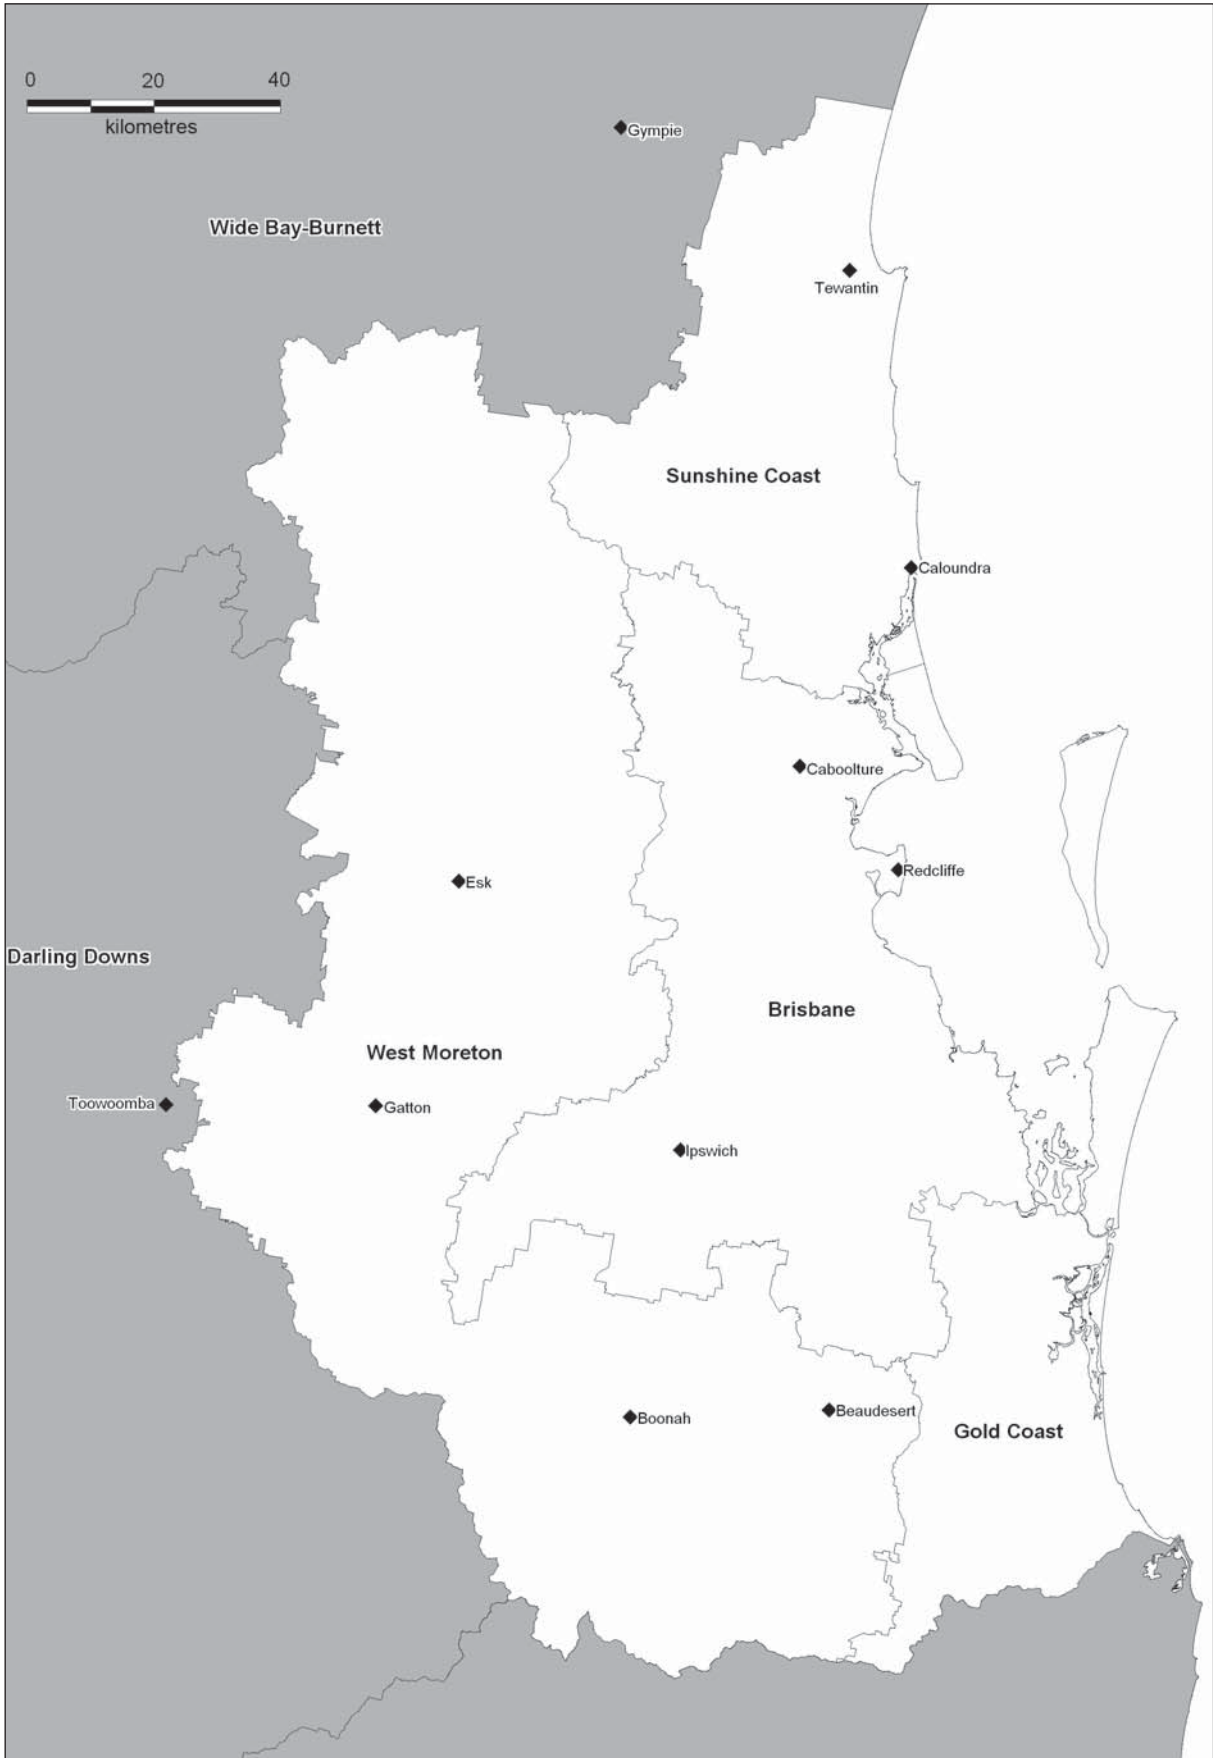 0 20 40
kilometres
Gympie
Wide Bay-Burnett
Tewantin
Sunshine Coast
Caloundra
Caboolture
Redcliffe
Esk
Darling Downs
Brisbane
West Moreton
Toowoomba
Gatton
Ipswich
Boonah
Beaudesert
Gold Coast